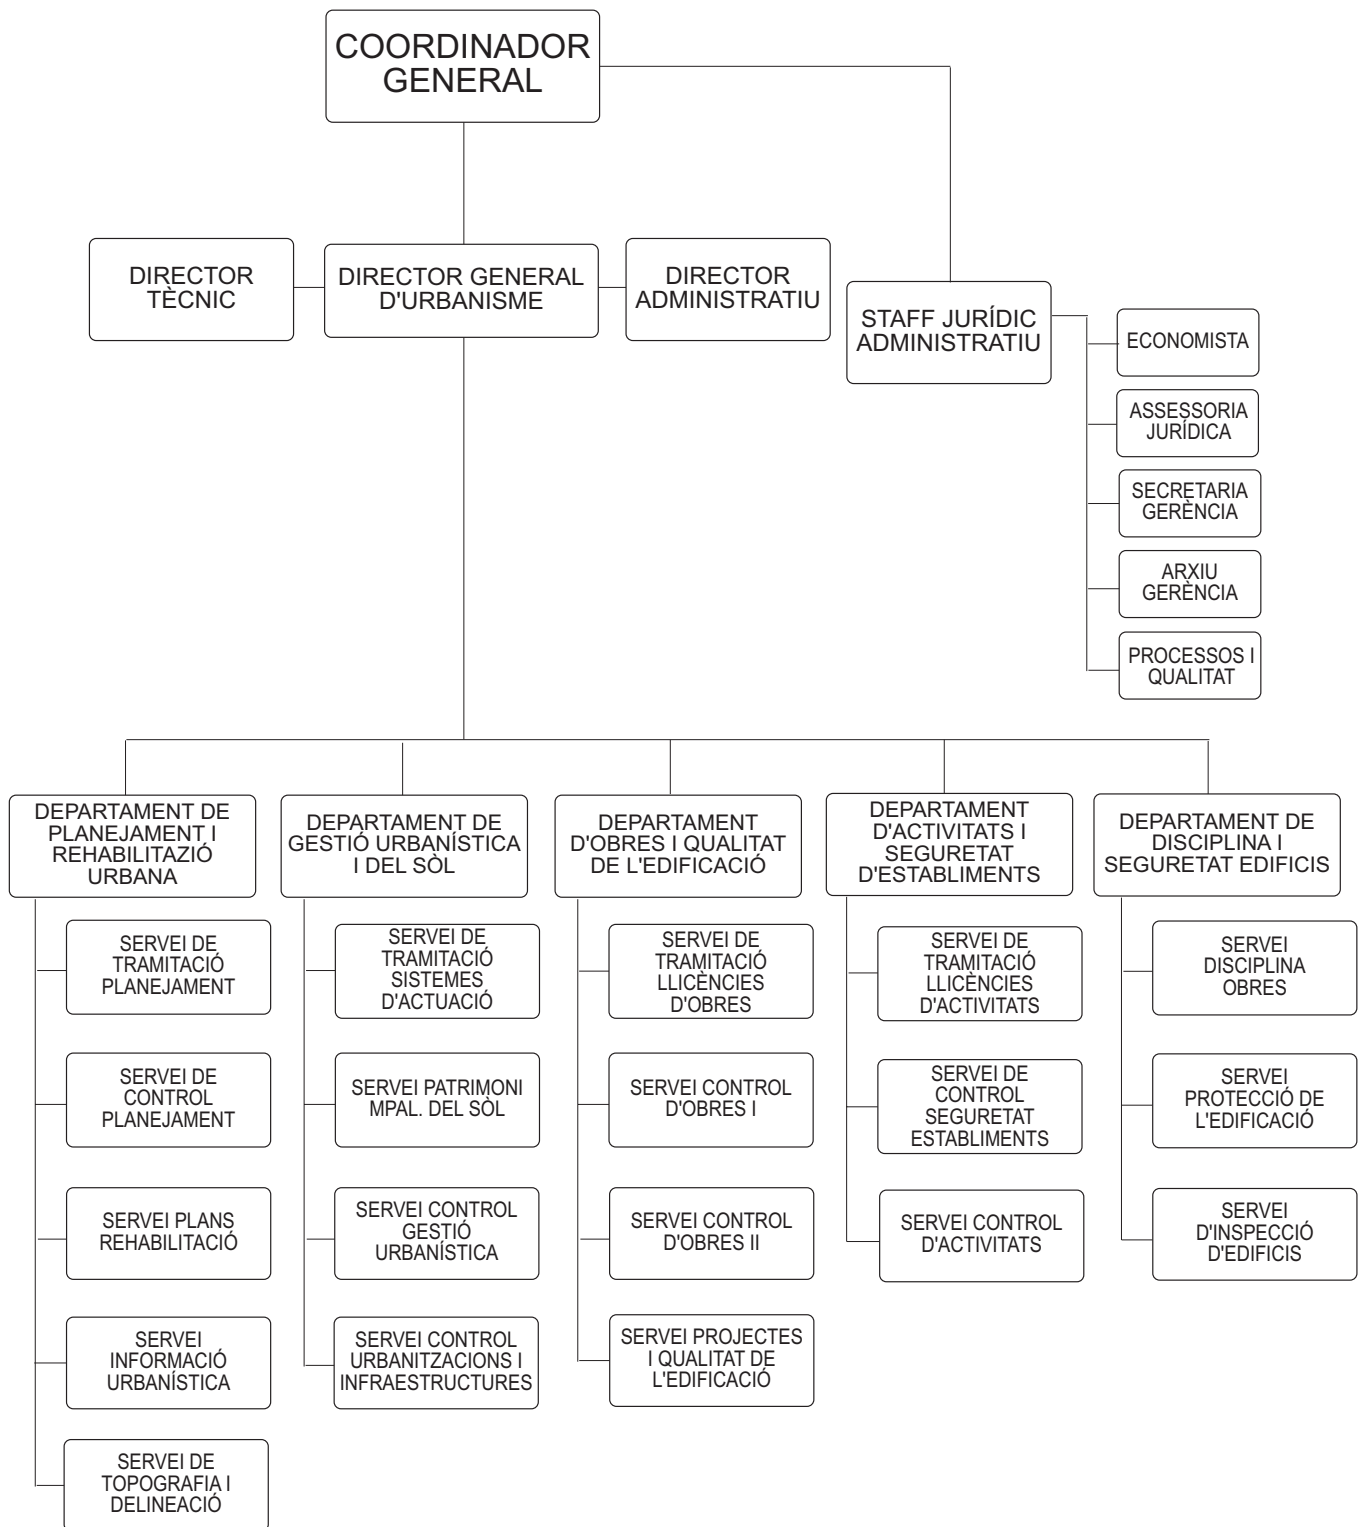 COORDINADOR
GENERAL
DIRECTOR
TÈCNIC
DIRECTOR GENERAL
D'URBANISME
DIRECTOR
ADMINISTRATIU
STAFF JURÍDIC
ADMINISTRATIU
ECONOMISTA
ASSESSORIA
JURÍDICA
SECRETARIA
GERÈNCIA
ARXIU
GERÈNCIA
PROCESSOS I
QUALITAT
DEPARTAMENT DE
PLANEJAMENT I
REHABILITAZIÓ
URBANA
SERVEI DE
TRAMITACIÓ
PLANEJAMENT
SERVEI DE
CONTROL
PLANEJAMENT
SERVEI PLANS
REHABILITACIÓ
SERVEI
INFORMACIÓ
URBANÍSTICA
SERVEI DE
TOPOGRAFIA I
DELINEACIÓ
DEPARTAMENT DE
GESTIÓ URBANÍSTICA
I DEL SÒL
SERVEI DE
TRAMITACIÓ
SISTEMES
D'ACTUACIÓ
SERVEI PATRIMONI
MPAL. DEL SÒL
SERVEI CONTROL
GESTIÓ
URBANÍSTICA
SERVEI CONTROL
URBANITZACIONS I
INFRAESTRUCTURES
DEPARTAMENT
D'OBRES I QUALITAT
DE L'EDIFICACIÓ
SERVEI DE
TRAMITACIÓ
LLICÈNCIES
D'OBRES
SERVEI CONTROL
D'OBRES I
SERVEI CONTROL
D'OBRES II
SERVEI PROJECTES
I QUALITAT DE
L'EDIFICACIÓ
DEPARTAMENT
D'ACTIVITATS I
SEGURETAT
D'ESTABLIMENTS
SERVEI DE
TRAMITACIÓ
LLICÈNCIES
D'ACTIVITATS
SERVEI DE
CONTROL
SEGURETAT
ESTABLIMENTS
SERVEI CONTROL
D'ACTIVITATS
DEPARTAMENT DE
DISCIPLINA I
SEGURETAT EDIFICIS
SERVEI
DISCIPLINA
OBRES
SERVEI
PROTECCIÓ DE
L'EDIFICACIÓ
SERVEI
D'INSPECCIÓ
D'EDIFICIS